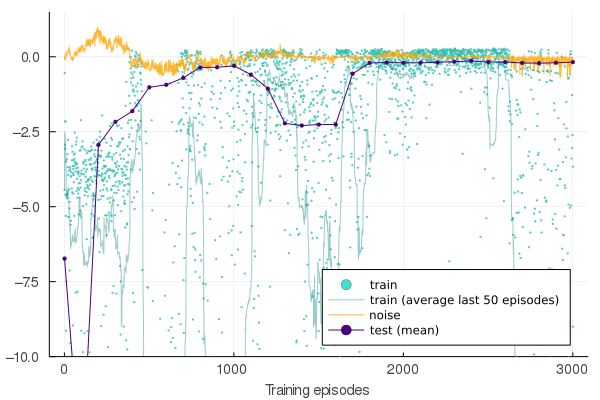 0.0
−2.5
−5.0
−7.5
−10.0
0
1000
2000
3000
Training episodes
train
train (average last 50 episodes)
noise
test (mean)